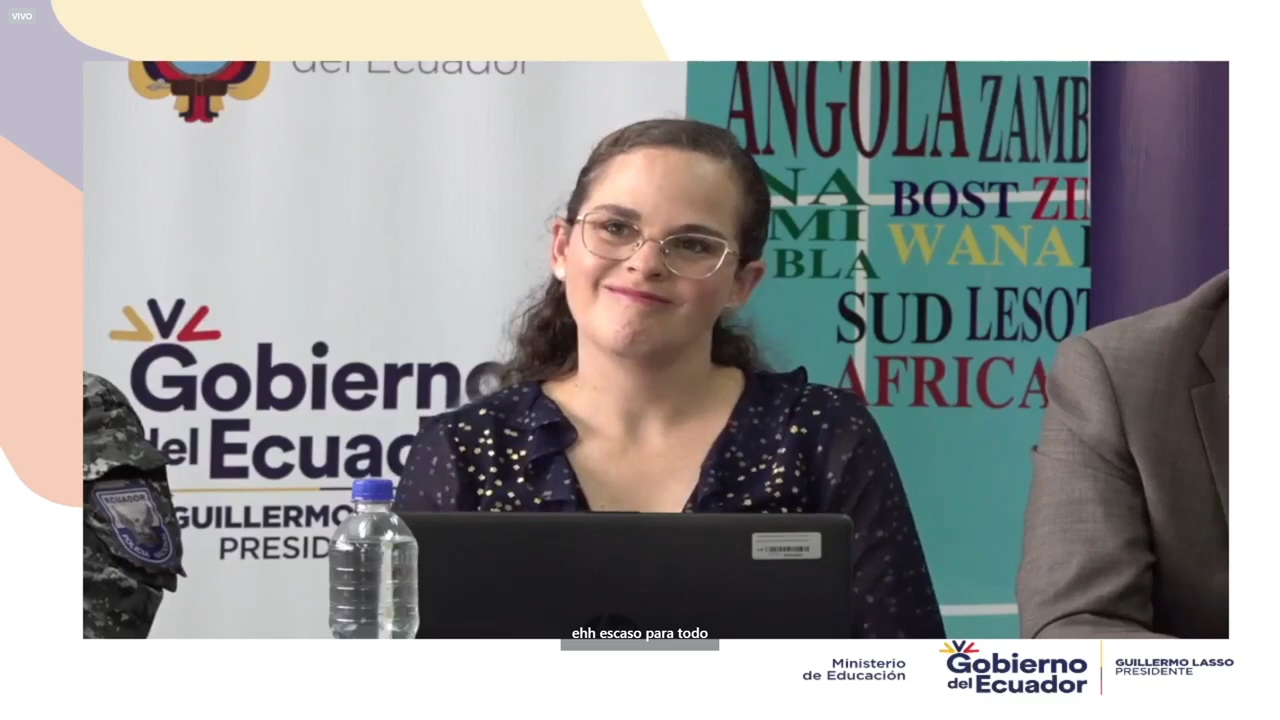 VIVO
del Ecuador
ANGOLA ZAMB
NA
MI
BLA
BOST ZI
WANA
SUD LESOT
AFRICA
Gobierno
del Ecuad
GUILLERMO
PRESID
ECUADOR
ehh escaso para todo
Ministerio
de Educación
Gobierno
del Ecuador
GUILLERMO LASSO
PRESIDENTE